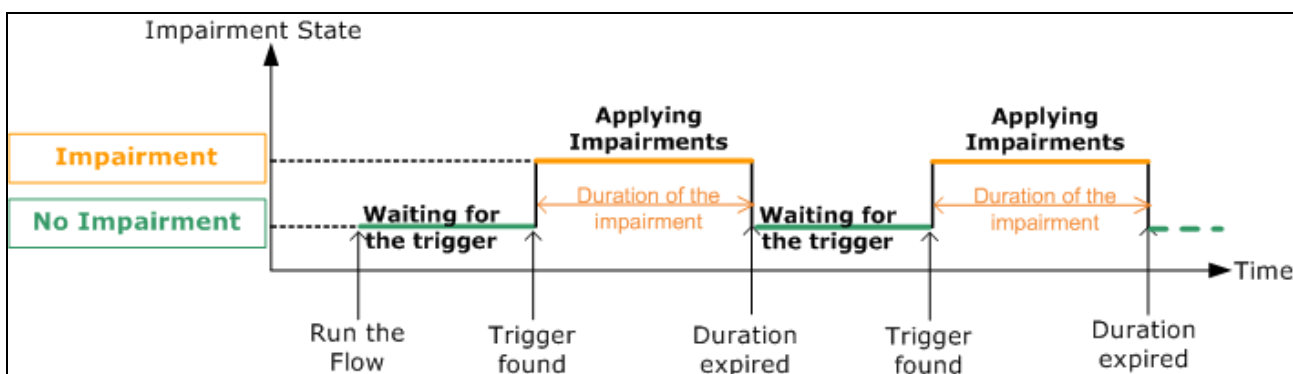 Impairment State
Applying
Impairments
Applying
Impairments
Impairment
Duration of the
impairment
Duration of the
impairment
No Impairment
Waiting for
the trigger
Waiting for
the trigger
Time
Run the
Flow
Trigger
found
Duration
expired
Trigger
found
Duration
expired